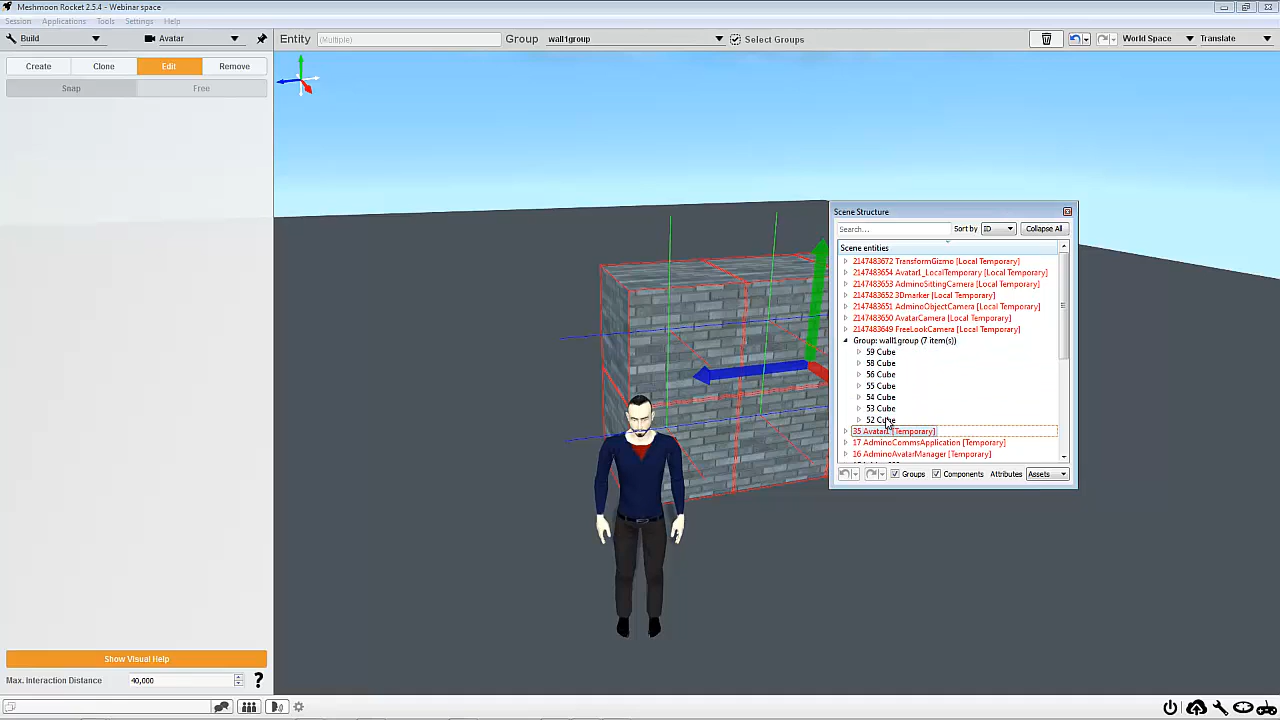 Meshmoon Rocket 2.5.4 - Webinar space
Session Applications Tools Settings Help
Build Avatar Entity (Multiple) Group wall1group Select Groups World Space Translate
Create Clone Edit Remove
Snap Free
Scene Structure
Search... Sort by ID Collapse All
Scene entities
2147483672 TransformGizmo [Local Temporary]
2147483654 Avatar1_LocalTemporary [Local Temporary]
2147483653 AdminoSittingCamera [Local Temporary]
2147483652 3Dmarker [Local Temporary]
2147483651 AdminoObjectCamera [Local Temporary]
2147483650 AvatarCamera [Local Temporary]
2147483649 FreeLookCamera [Local Temporary]
Group: wall1group (7 item(s))
59 Cube
58 Cube
56 Cube
55 Cube
54 Cube
53 Cube
52 Cube
35 Avatar1 [Temporary]
17 AdminoCommsApplication [Temporary]
16 AdminoAvatarManager [Temporary]
Groups Components Attributes Assets
Show Visual Help
Max. Interaction Distance 40,000 ?